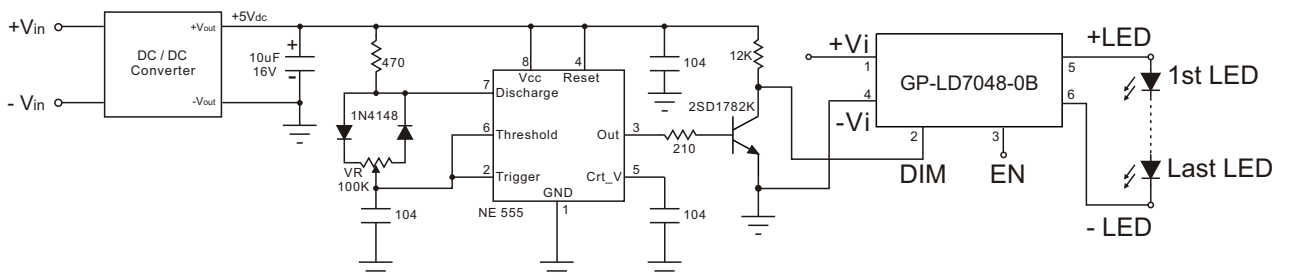 +Vin
- Vin
DC / DC
Converter
+Vout
-Vout
+5Vdc
+
10uF
16V
-
470
1N4148
VR
100K
104
7
Discharge
6
Threshold
2
Trigger
8
Vcc
4
Reset
3
Out
5
Crt_V
GND
1
NE 555
104
104
210
12K
2SD1782K
+Vi
1
4
-Vi
GP-LD7048-0B
2
DIM
3
EN
5
6
+LED
1st LED
Last LED
- LED